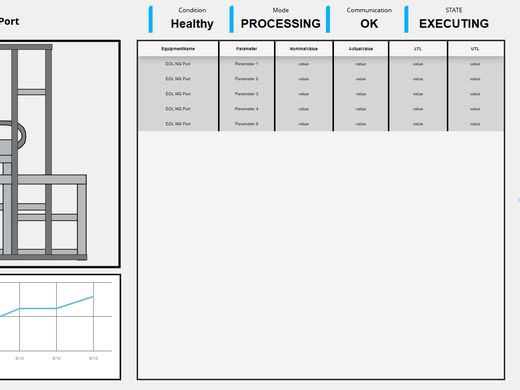 Port
Condition
Healthy
Mode
PROCESSING
Communication
OK
STATE
EXECUTING
EquipmentName Parameter NominalValue ActualValue LTL UTL
EOL NG Port Parameter 1 value value value value
EOL NG Port Parameter 2 value value value value
EOL NG Port Parameter 3 value value value value
EOL NG Port Parameter 4 value value value value
EOL NG Port Parameter 5 value value value value